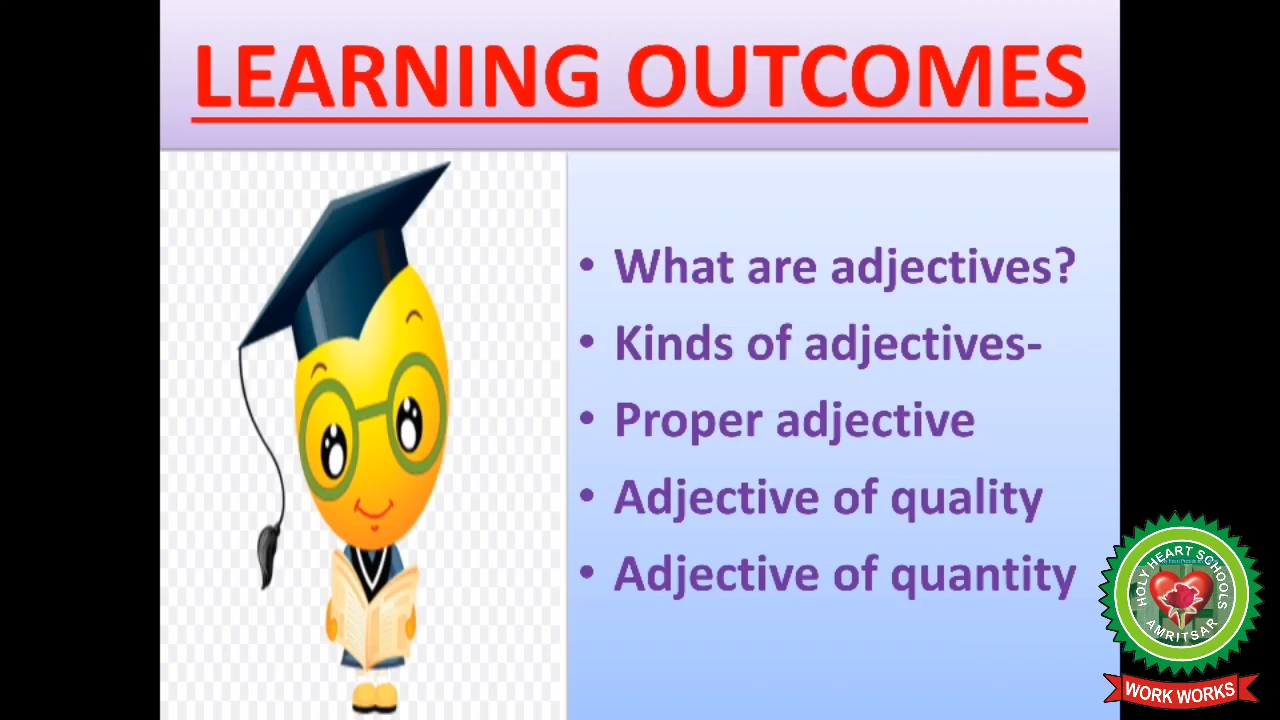 LEARNING OUTCOMES
• What are adjectives?
• Kinds of adjectives-
• Proper adjective
• Adjective of quality
• Adjective of quantity
HOLY HEART SCHOOLS
AMRITSAR
WORK WORKS